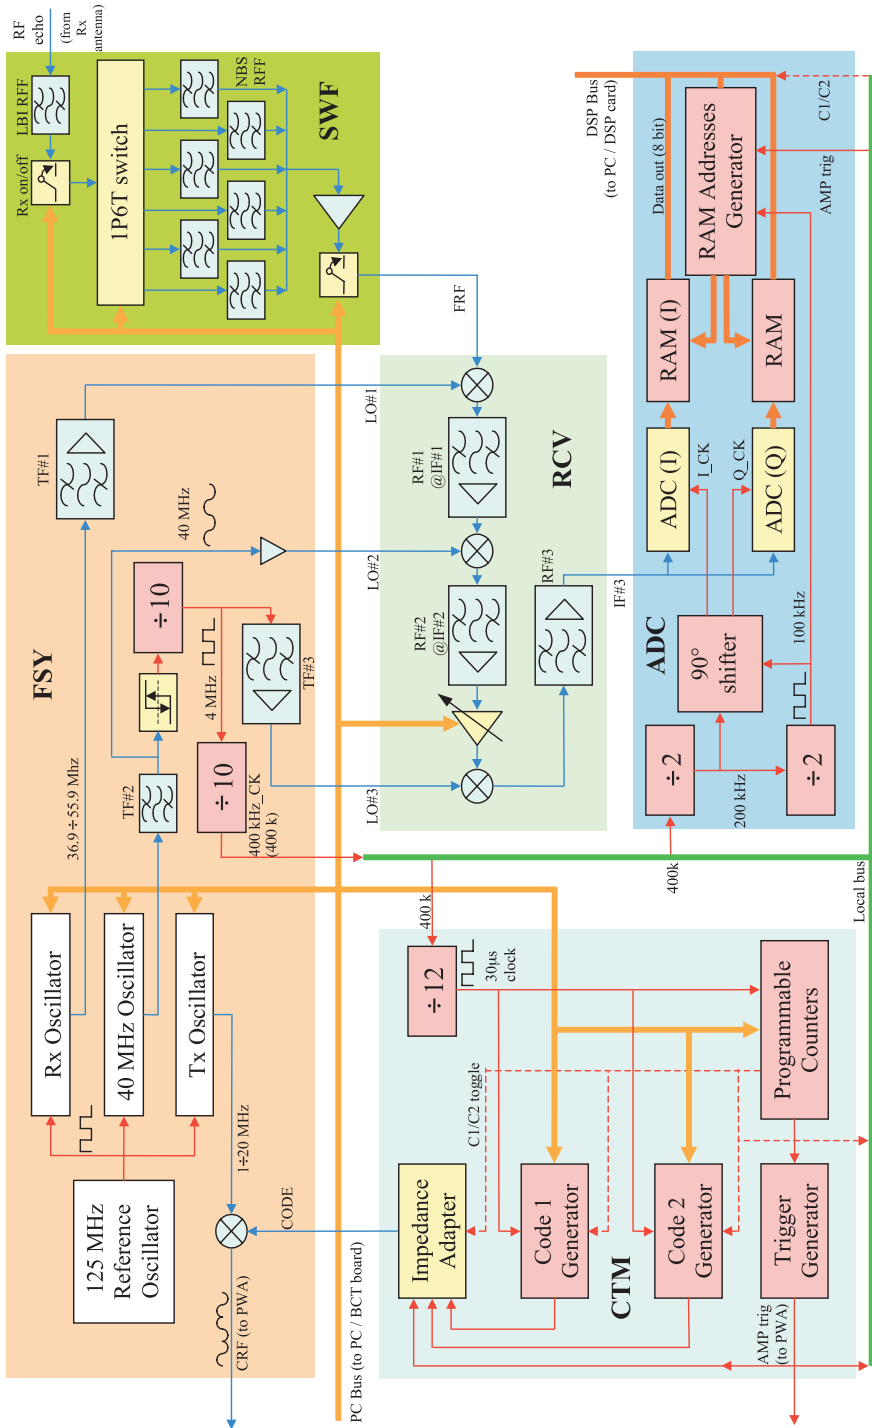 RF
echo
(from
Rx
antenna)
LBI RFF
Rx on/off
1P6T switch
NBS
RFF
SWF
FRF
FSY
125 MHz
Reference
Oscillator
Rx Oscillator
40 MHz Oscillator
Tx Oscillator
36.9÷55.9 Mhz
1÷20 MHz
TF#1
TF#2
TF#3
40 MHz
÷10
4 MHz
÷10
400 kHz_CK
(400 k)
CRF (to PWA)
CODE
PC Bus (to PC / BCT board)
LO#1
LO#2
LO#3
RCV
RF#1
@IF#1
RF#2
@IF#2
RF#3
IF#3
ADC
DSP Bus
(to PC / DSP card)
Data out (8 bit)
RAM Addresses
Generator
C1/C2
AMP trig
RAM (I)
RAM
ADC (I)
ADC (Q)
I_CK
Q_CK
90°
shifter
100 kHz
÷2
÷2
200 kHz
400k
Local bus
CTM
400 k
÷12
30µs
clock
C1/C2 toggle
Impedance
Adapter
Code 1
Generator
Code 2
Generator
Programmable
Counters
Trigger
Generator
AMP trig
(to PWA)